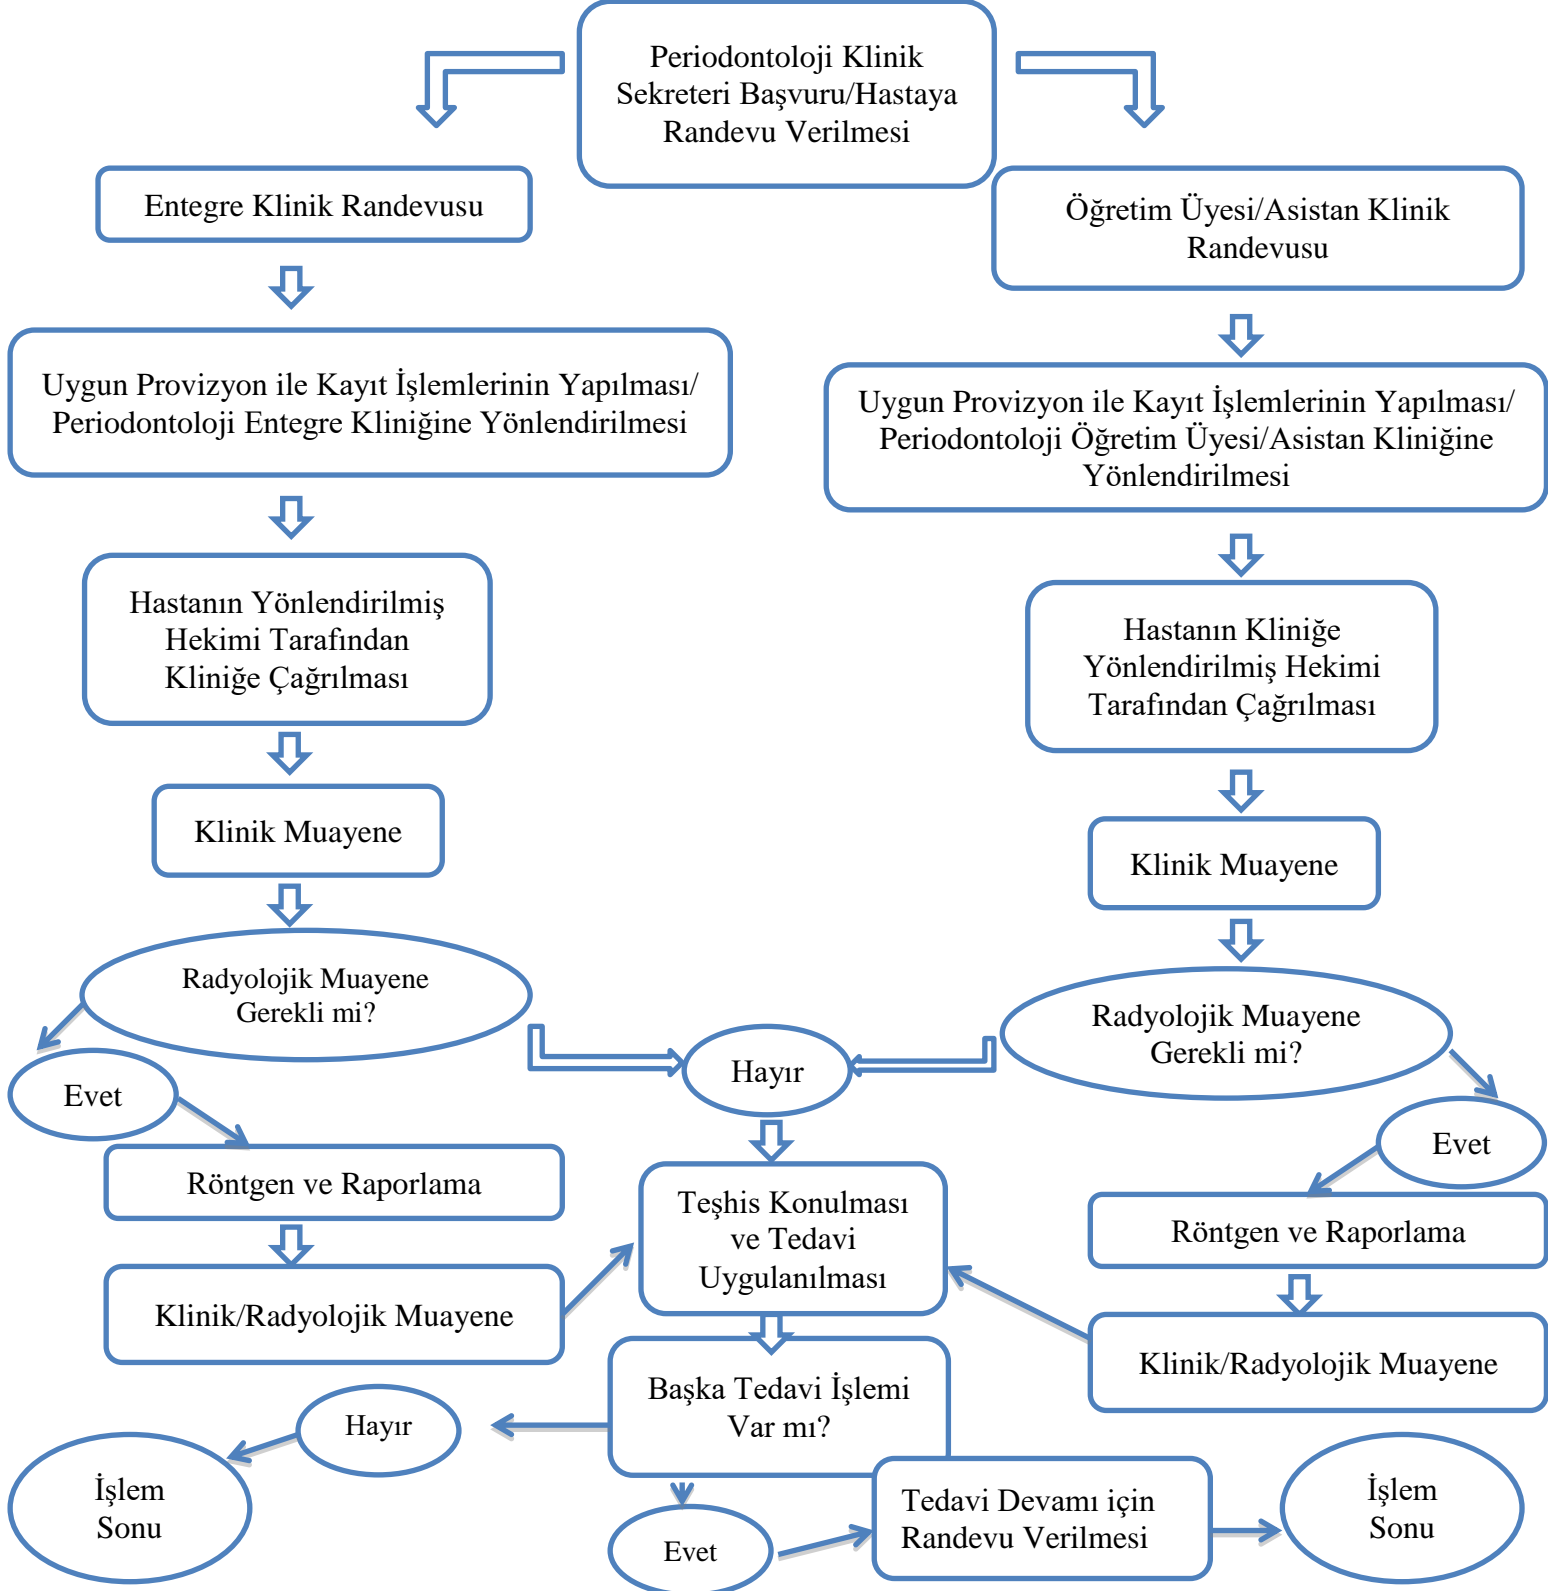 Periodontoloji Klinik
Sekreteri Başvuru/Hastaya
Randevu Verilmesi
Entegre Klinik Randevusu
Öğretim Üyesi/Asistan Klinik
Randevusu
Uygun Provizyon ile Kayıt İşlemlerinin Yapılması/
Periodontoloji Entegre Kliniğine Yönlendirilmesi
Uygun Provizyon ile Kayıt İşlemlerinin Yapılması/
Periodontoloji Öğretim Üyesi/Asistan Kliniğine
Yönlendirilmesi
Hastanın Yönlendirilmiş
Hekimi Tarafından
Kliniğe Çağrılması
Hastanın Kliniğe
Yönlendirilmiş Hekimi
Tarafından Çağrılması
Klinik Muayene
Klinik Muayene
Radyolojik Muayene
Gerekli mi?
Radyolojik Muayene
Gerekli mi?
Hayır
Evet
Evet
Röntgen ve Raporlama
Teşhis Konulması
ve Tedavi
Uygulanılması
Röntgen ve Raporlama
Klinik/Radyolojik Muayene
Klinik/Radyolojik Muayene
Başka Tedavi İşlemi
Var mı?
Hayır
İşlem
Sonu
Tedavi Devamı için
Randevu Verilmesi
İşlem
Sonu
Evet